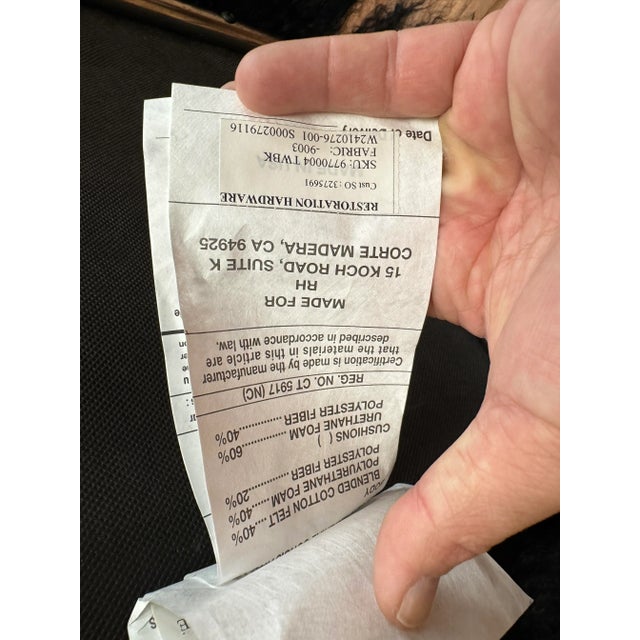 BODY
BLENDED COTTON FELT....40%
POLYURETHANE FOAM.....40%
POLYESTER FIBER..........20%
CUSHIONS ( )
URETHANE FOAM ..........60%
POLYESTER FIBER..........40%
REG. NO. CT 5917 (NC)
Certification is made by the manufacturer
that the materials in this article are
described in accordance with law.
MADE FOR
RH
15 KOCH ROAD, SUITE K
CORTE MADERA, CA 94925
RESTORATION HARDWARE
Cust SO : 3275691
SKU: 9770004 TWBK
FABRIC: -9003
W2410276-001 S000279116
Date of Delivery